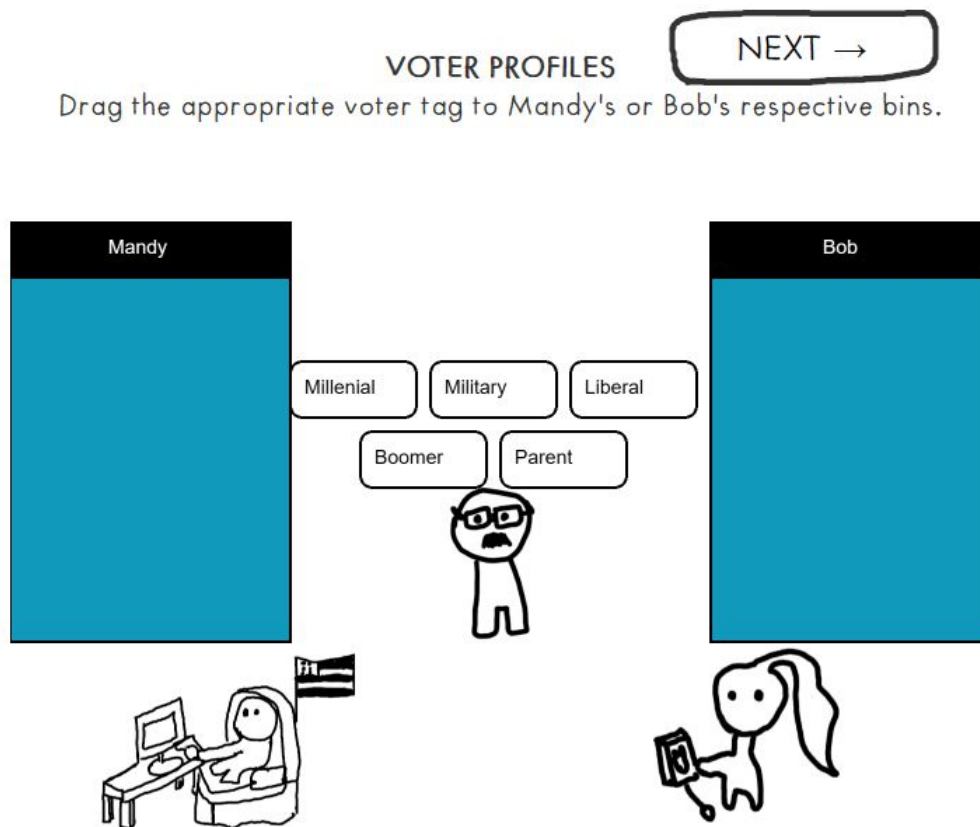 NEXT →
VOTER PROFILES
Drag the appropriate voter tag to Mandy's or Bob's respective bins.
Mandy
Bob
Millenial
Military
Liberal
Boomer
Parent